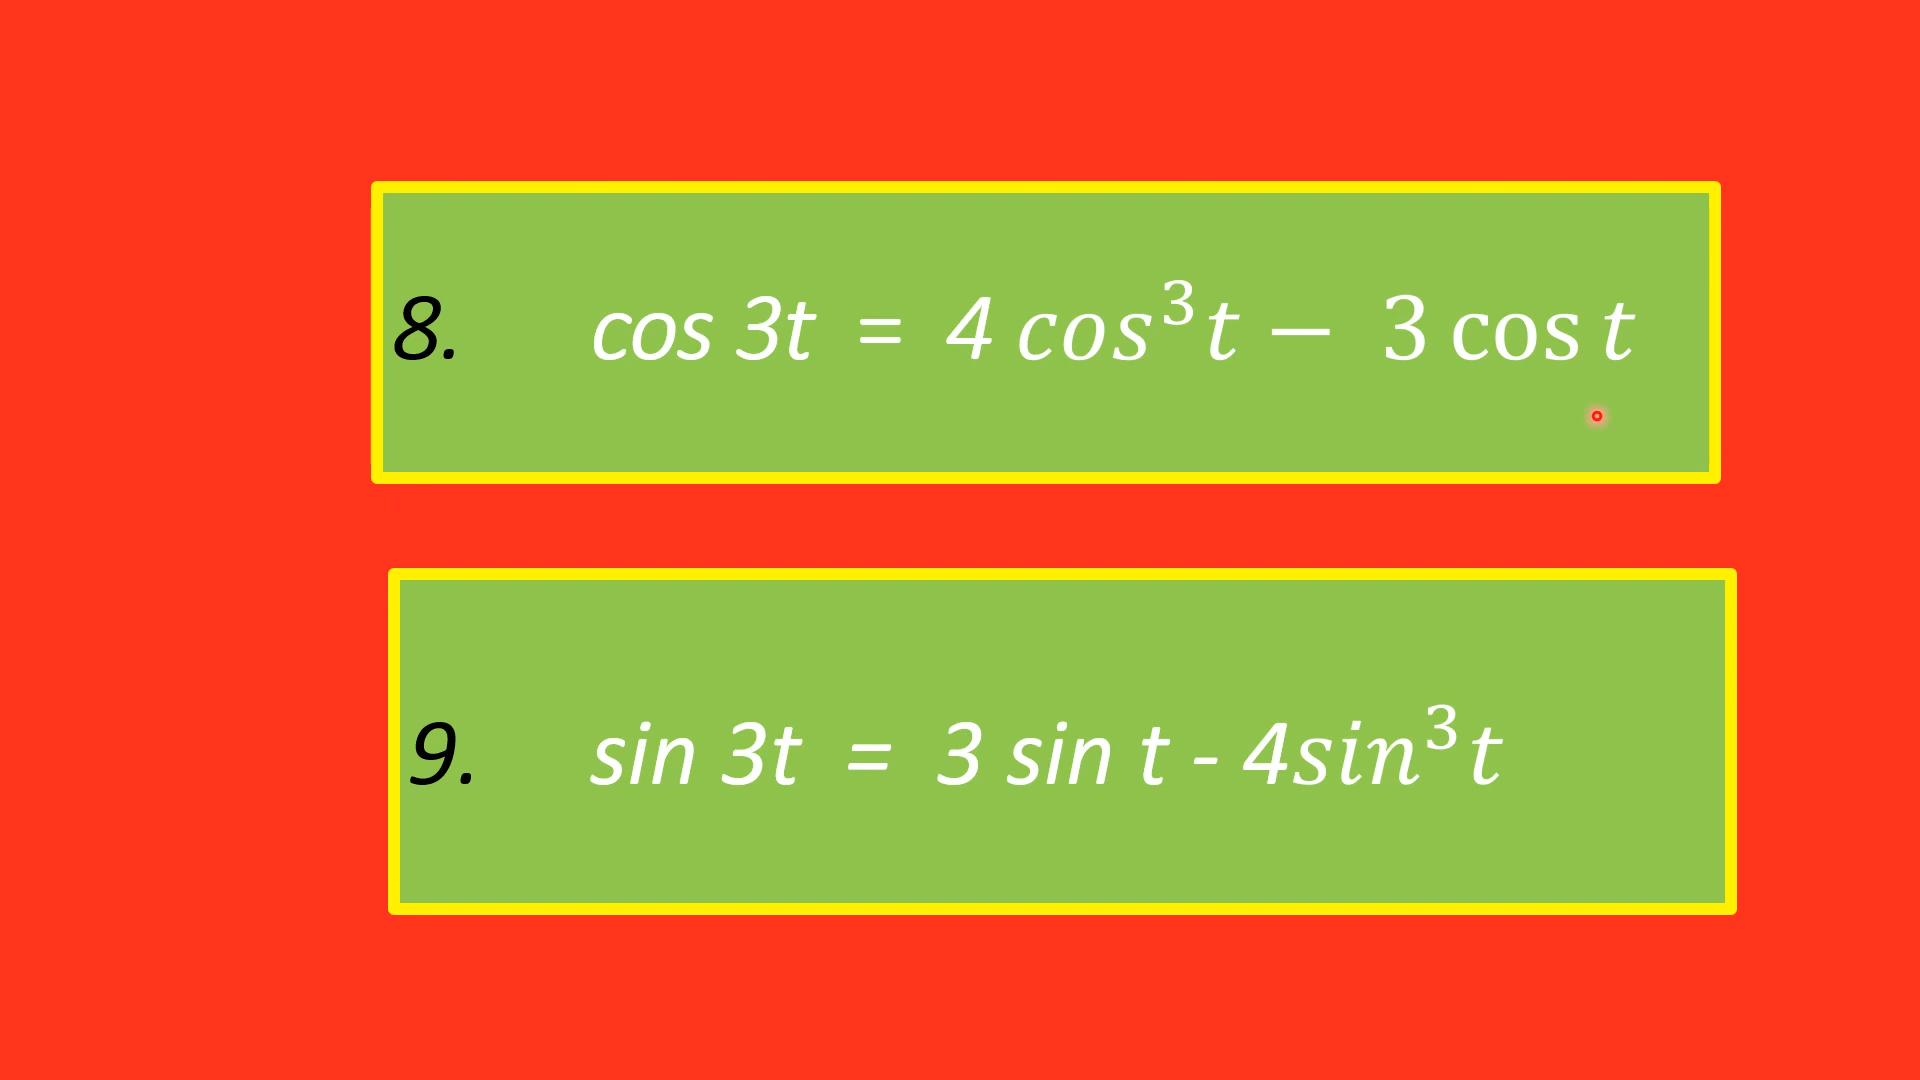 8. cos 3t = 4 cos³t − 3 cos t
9. sin 3t = 3 sin t - 4sin³t